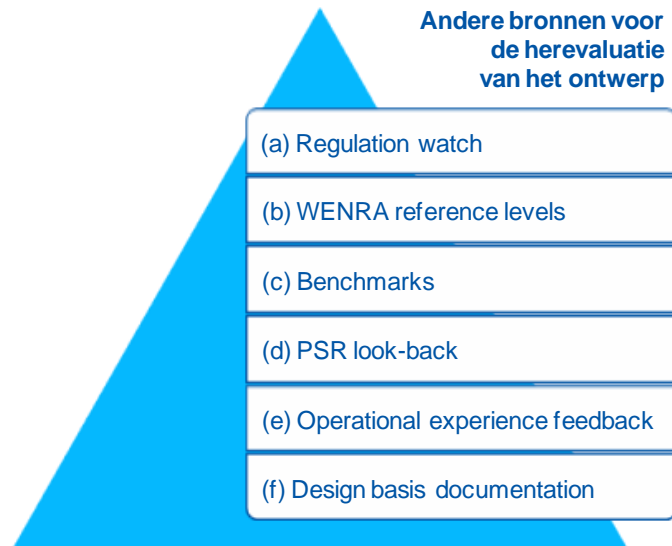 Andere bronnen voor
de herevaluatie
van het ontwerp
(a) Regulation watch
(b) WENRA reference levels
(c) Benchmarks
(d) PSR look-back
(e) Operational experience feedback
(f) Design basis documentation